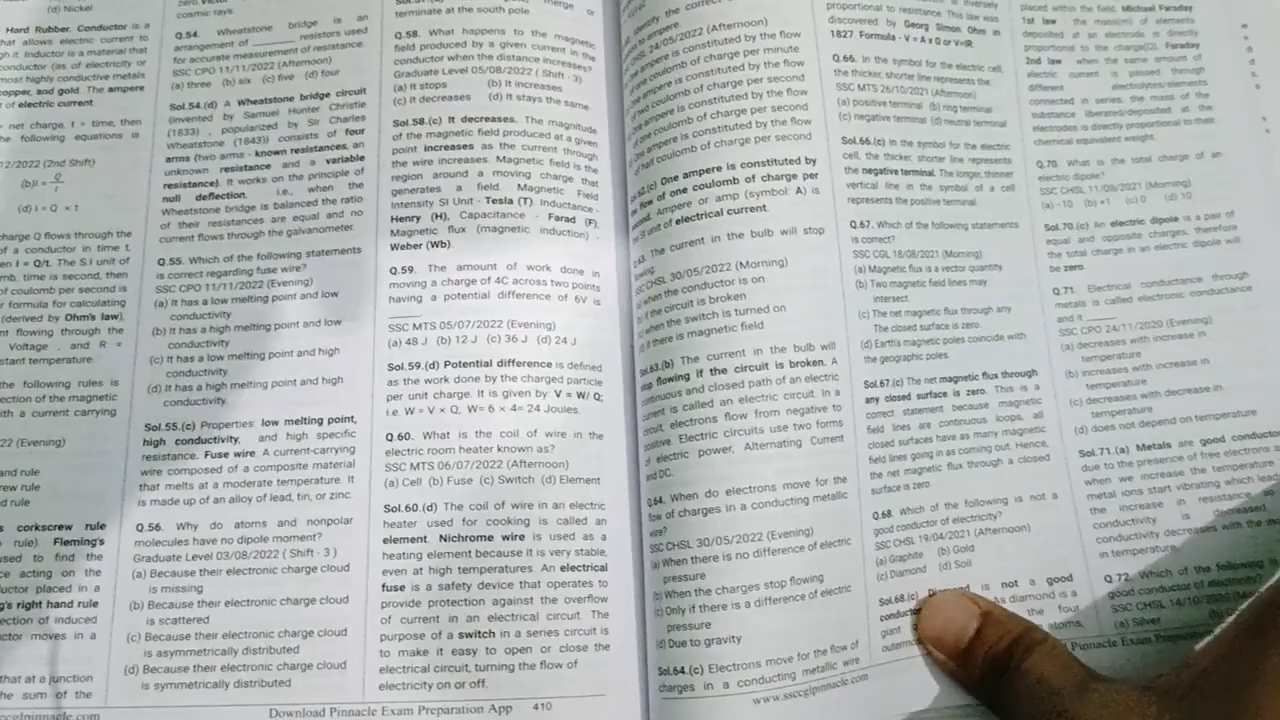 (d) Nickel
Hard Rubber. Conductor is a
that allows electric current to
gh it Inductor is a material that
conductor (as of electricity or
most highly conductive metals
copper, and gold. The ampere
of electric current.
net charge, t = time, then
he following equations is
12/2022 (2nd Shift)
(b)I = Q/t
(d) I = Q × t
charge Q flows through the
of a conductor in time t,
en I = Q/t. The S.I unit of
mb, time is second, then
of coulomb per second is
r formula for calculating
(derived by Ohm's law),
nt flowing through the
Voltage , and R =
stant temperature.
the following rules is
ection of the magnetic
ith a current carrying
22 (Evening)
and rule
rew rule
d rule
s corkscrew rule
rule). Fleming's
used to find the
ce acting on the
ductor placed in a
g's right hand rule
ection of induced
ctor moves in a
that at a junction
he sum of the
cosmic rays.
Q.54. Wheatstone bridge is an
arrangement of ______ resistors used
for accurate measurement of resistance.
SSC CPO 11/11/2022 (Afternoon)
(a) three (b) six (c) five (d) four
Sol.54.(d) A Wheatstone bridge circuit
(invented by Samuel Hunter Christie
(1833) , popularized by Sir Charles
Wheatstone (1843)) consists of four
arms (two arms - known resistances, an
unknown resistance and a variable
resistance). It works on the principle of
null deflection, i.e., when the
Wheatstone bridge is balanced the ratio
of their resistances are equal and no
current flows through the galvanometer.
Q.55. Which of the following statements
is correct regarding fuse wire?
SSC CPO 11/11/2022 (Evening)
(a) It has a low melting point and low
conductivity
(b) It has a high melting point and low
conductivity
(c) It has a low melting point and high
conductivity.
(d) It has a high melting point and high
conductivity.
Sol.55.(c) Properties: low melting point,
high conductivity, and high specific
resistance. Fuse wire: A current-carrying
wire composed of a composite material
that melts at a moderate temperature. It
is made up of an alloy of lead, tin, or zinc.
Q.56. Why do atoms and nonpolar
molecules have no dipole moment?
Graduate Level 03/08/2022 ( Shift - 3 )
(a) Because their electronic charge cloud
is missing
(b) Because their electronic charge cloud
is scattered
(c) Because their electronic charge cloud
is asymmetrically distributed
(d) Because their electronic charge cloud
is symmetrically distributed
merge or
terminate at the south pole.
Q.58. What happens to the magnetic
field produced by a given current in the
conductor when the distance increases?
Graduate Level 05/08/2022 ( Shift - 3)
(a) It stops (b) It increases
(c) It decreases (d) It stays the same
Sol.58.(c) It decreases. The magnitude
of the magnetic field produced at a given
point increases as the current through
the wire increases. Magnetic field is the
region around a moving charge that
generates a field. Magnetic Field
Intensity SI Unit - Tesla (T). Inductance -
Henry (H), Capacitance - Farad (F),
Magnetic flux (magnetic induction) -
Weber (Wb).
Q.59. The amount of work done in
moving a charge of 4C across two points
having a potential difference of 6V is
______
SSC MTS 05/07/2022 (Evening)
(a) 48 J (b) 12 J (c) 36 J (d) 24 J
Sol.59.(d) Potential difference is defined
as the work done by the charged particle
per unit charge. It is given by: V = W/ Q;
i.e. W = V × Q; W= 6 × 4= 24 Joules.
Q.60. What is the coil of wire in the
electric room heater known as?
SSC MTS 06/07/2022 (Afternoon)
(a) Cell (b) Fuse (c) Switch (d) Element
Sol.60.(d) The coil of wire in an electric
heater used for cooking is called an
element. Nichrome wire is used as a
heating element because it is very stable,
even at high temperatures. An electrical
fuse is a safety device that operates to
provide protection against the overflow
of current in an electrical circuit. The
purpose of a switch in a series circuit is
to make it easy to open or close the
electrical circuit, turning the flow of
electricity on or off.
sscglpinnacle.com
Download Pinnacle Exam Preparation App 410
identify the correct
to ampere.
24/05/2022 (Afternoon)
ampere is constituted by the flow
of one coulomb of charge per minute
ampere is constituted by the flow
of two coulomb of charge per second
ampere is constituted by the flow
of one coulomb of charge per second
ampere is constituted by the flow
of half coulomb of charge per second
Sol.62.(c) One ampere is constituted by
flow of one coulomb of charge per
second. Ampere or amp (symbol: A) is
the SI unit of electrical current.
The current in the bulb will stop
SSC CHSL 30/05/2022 (Morning)
when the conductor is on
if the circuit is broken
when the switch is turned on
if there is magnetic field
Sol.63.(b) The current in the bulb will
stop flowing if the circuit is broken. A
continuous and closed path of an electric
current is called an electric circuit. In a
circuit, electrons flow from negative to
positive. Electric circuits use two forms
of electric power, Alternating Current
and DC.
Q.64. When do electrons move for the
flow of charges in a conducting metallic
wire?
SSC CHSL 30/05/2022 (Evening)
(a) When there is no difference of electric
pressure
(b) When the charges stop flowing
(c) Only if there is a difference of electric
pressure
(d) Due to gravity
Sol.64.(c) Electrons move for the flow of
charges in a conducting metallic wire
www.ssccglpinnacle.com
proportional to resistance. This law was
discovered by Georg Simon Ohm in
1827. Formula - V = A x Ω or V=IR.
Q.66. In the symbol for the electric cell,
the thicker, shorter line represents the
SSC MTS 26/10/2021 (Afternoon)
(a) positive terminal (b) ring terminal
(c) negative terminal (d) neutral terminal
Sol.66.(c) In the symbol for the electric
cell, the thicker, shorter line represents
the negative terminal. The longer, thinner
vertical line in the symbol of a cell
represents the positive terminal.
Q.67. Which of the following statements
is correct?
SSC CGL 18/08/2021 (Morning)
(a) Magnetic flux is a vector quantity
(b) Two magnetic field lines may
intersect.
(c) The net magnetic flux through any
The closed surface is zero.
(d) Earth's magnetic poles coincide with
the geographic poles.
Sol.67.(c) The net magnetic flux through
any closed surface is zero. This is a
correct statement because magnetic
field lines are continuous loops, all
closed surfaces have as many magnetic
field lines going in as coming out. Hence,
the net magnetic flux through a closed
surface is zero.
Q.68. Which of the following is not a
good conductor of electricity?
SSC CHSL 19/04/2021 (Afternoon)
(a) Graphite (b) Gold
(c) Diamond (d) Soil
Sol.68.(c) Diamond is not a good
conductor As diamond is a
giant the four
outermost atoms,
placed within the field. Michael Faraday
1st law - the mass(m) of elements
deposited at an electrode is directly
proportional to the charge(Q). Faraday
2nd law - when the same amount of
electric current is passed through
different electrolytes/elements
connected in series, the mass of the
substance liberated/deposited at the
electrodes is directly proportional to their
chemical equivalent weight.
Q.70. What is the total charge of an
electric dipole?
SSC CHSL 11/08/2021 (Morning)
(a) -10 (b) +1 (c) 0 (d) 10
Sol.70.(c) An electric dipole is a pair of
equal and opposite charges, therefore
the total charge in an electric dipole will
be zero.
Q.71. Electrical conductance through
metals is called electronic conductance
and it ______
SSC CPO 24/11/2020 (Evening)
(a) decreases with increase in
temperature
(b) increases with increase in
temperature
(c) decreases with decrease in
temperature
(d) does not depend on temperature
Sol.71.(a) Metals are good conductor
due to the presence of free electrons
when we increase the temperature,
metal ions start vibrating which lead
the increase in resistance, so
conductivity is decreased.
conductivity decreases with the in
in temperature.
Q.72. Which of the following is
good conductor of electricity?
SSC CHSL 14/10/2020 (Mo
(a) Silver
Pinnacle Exam Preparation